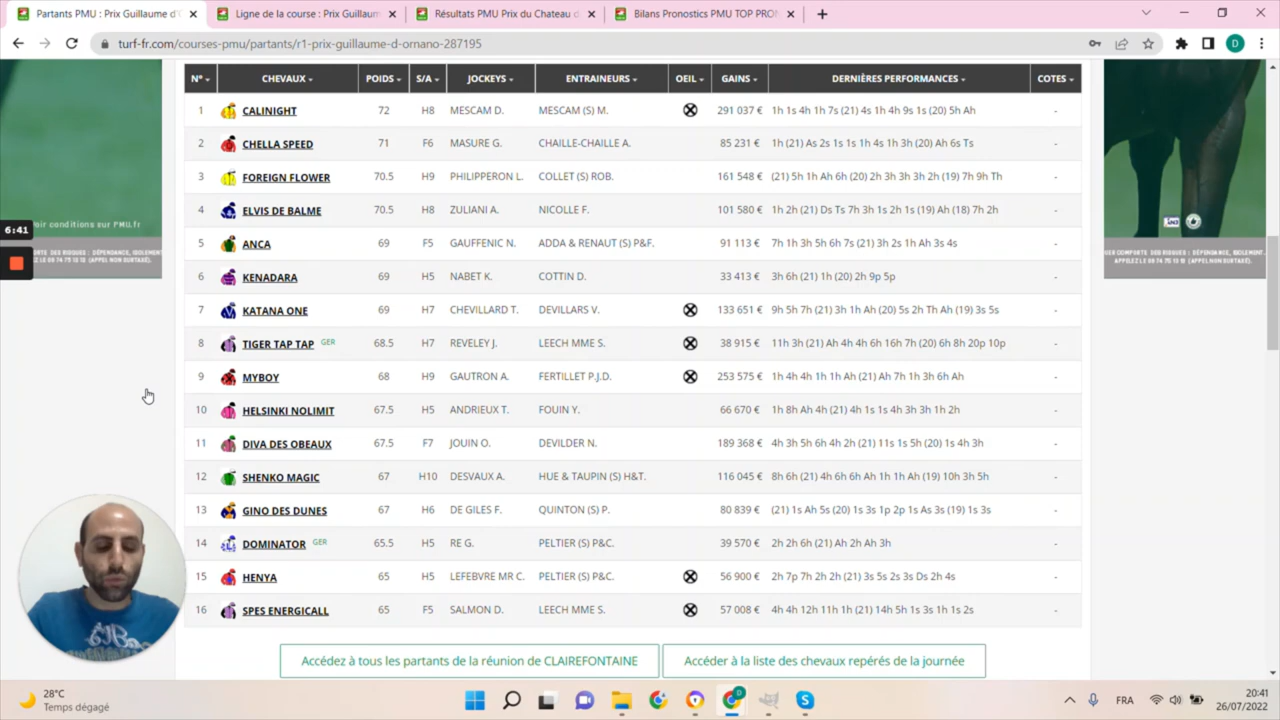 Partants PMU : Prix Guillaume d'
Ligne de la course : Prix Guillaum
Résultats PMU Prix du Chateau d
Bilans Pronostics PMU TOP PRON
turf-fr.com/courses-pmu/partants/r1-prix-guillaume-d-ornano-287195
D
N° CHEVAUX POIDS S/A JOCKEYS ENTRAINEURS OEIL GAINS DERNIÈRES PERFORMANCES COTES
1 CALINIGHT 72 H8 MESCAM D. MESCAM (S) M. 291 037 € 1h 1s 4h 1h 7s (21) 4s 1h 4h 9s 1s (20) 5h Ah -
2 CHELLA SPEED 71 F6 MASURE G. CHAILLE-CHAILLE A. 85 231 € 1h (21) As 2s 1s 1s 1h 4s 1h 3h (20) Ah 6s Ts -
3 FOREIGN FLOWER 70.5 H9 PHILIPPERON L. COLLET (S) ROB. 161 548 € (21) 5h 1h Ah 6h (20) 2h 3h 3h 3h 2h (19) 7h 9h Th -
4 ELVIS DE BALME 70.5 H8 ZULIANI A. NICOLLE F. 101 580 € 1h 2h (21) Ds Ts 7h 3h 1s 2h 1s (19) Ah (18) 7h 2h -
5 ANCA 69 F5 GAUFFENIC N. ADDA & RENAUT (S) P&F. 91 113 € 7h 1h 3h 5h 6h 7s (21) 3h 2s 1h Ah 3s 4s -
6 KENADARA 69 H5 NABET K. COTTIN D. 33 413 € 3h 6h (21) 1h (20) 2h 9p 5p -
7 KATANA ONE 69 H7 CHEVILLARD T. DEVILLARS V. 133 651 € 9h 5h 7h (21) 3h 1h Ah (20) 5s 2h Th Ah (19) 3s 5s -
8 TIGER TAP TAP GER 68.5 H7 REVELEY J. LEECH MME S. 38 915 € 11h 3h (21) Ah 4h 4h 6h 16h 7h (20) 6h 8h 20p 10p -
9 MYBOY 68 H9 GAUTRON A. FERTILLET P.J.D. 253 575 € 1h 4h 4h 1h 1h Ah (21) Ah 7h 1h 3h 6h Ah -
10 HELSINKI NOLIMIT 67.5 H5 ANDRIEUX T. FOUIN Y. 66 670 € 1h 8h Ah 4h (21) 4h 1s 1s 4h 3h 3h 1h 2h -
11 DIVA DES OBEAUX 67.5 F7 JOUIN O. DEVILDER N. 189 368 € 4h 3h 5h 6h 4h 2h (21) 11s 1s 5h (20) 1s 4h 3h -
12 SHENKO MAGIC 67 H10 DESVAUX A. HUE & TAUPIN (S) H&T. 116 045 € 8h 6h (21) 4h 6h 6h Ah 1h 1h Ah (19) 10h 3h 5h -
13 GINO DES DUNES 67 H6 DE GILES F. QUINTON (S) P. 80 839 € (21) 1s Ah 5s (20) 1s 3s 1p 2p 1s As 3s (19) 1s 3s -
14 DOMINATOR GER 65.5 H5 RE G. PELTIER (S) P&C. 39 570 € 2h 2h 6h (21) Ah 2h Ah 3h -
15 HENYA 65 H5 LEFEBVRE MR C. PELTIER (S) P&C. 56 900 € 2h 7p 7h 2h 2h (21) 3s 5s 2s 3s Ds 2h 4s -
16 SPES ENERGICALL 65 F5 SALMON D. LEECH MME S. 57 008 € 4h 4h 12h 11h 1h (21) 14h 5h 1s 3s 1h 1s 2s -
oir conditions sur PMU.fr
6:41
Accédez à tous les partants de la réunion de CLAIREFONTAINE
Accéder à la liste des chevaux repérés de la journée
28°C
Temps dégagé
FRA
20:41
26/07/2022